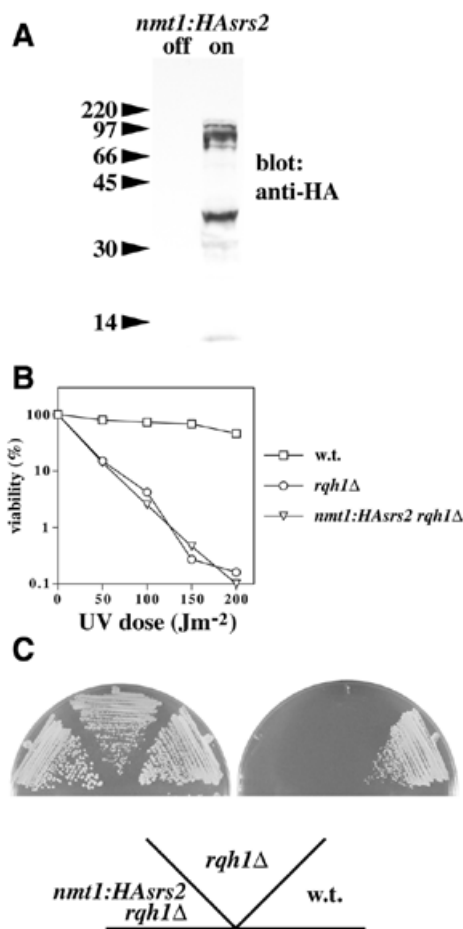 A
nmt1:HAsrs2
off on
220
97
66
45
30
14
blot:
anti-HA
B
viability (%)
100
10
1
0.1
0 50 100 150 200
UV dose (Jm-2)
w.t.
rqh1Δ
nmt1:HAsrs2 rqh1Δ
C
rqh1Δ
nmt1:HAsrs2
rqh1Δ
w.t.